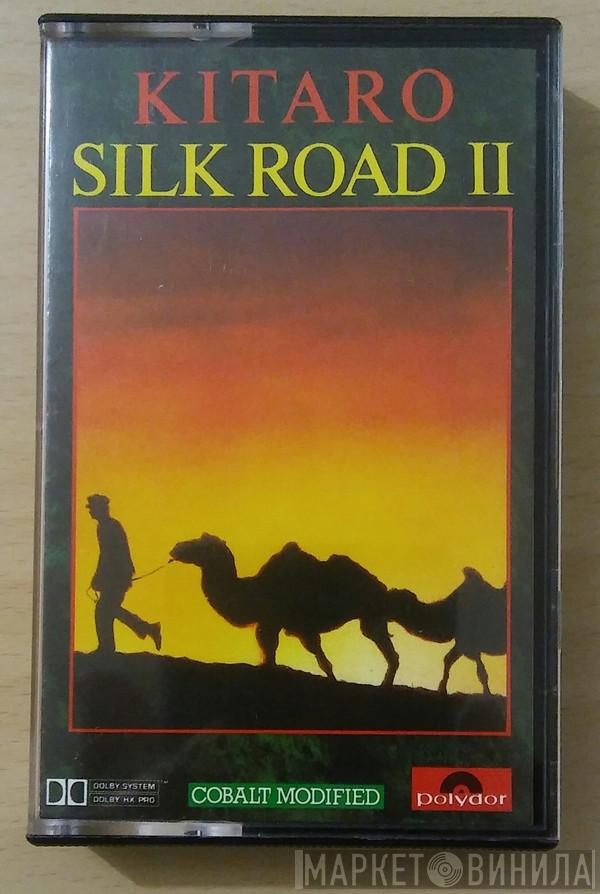 KITARO
SILK ROAD II
DOLBY SYSTEM
DOLBY HX PRO
COBALT MODIFIED
polydor
МАРКЕТ ВИНИЛА